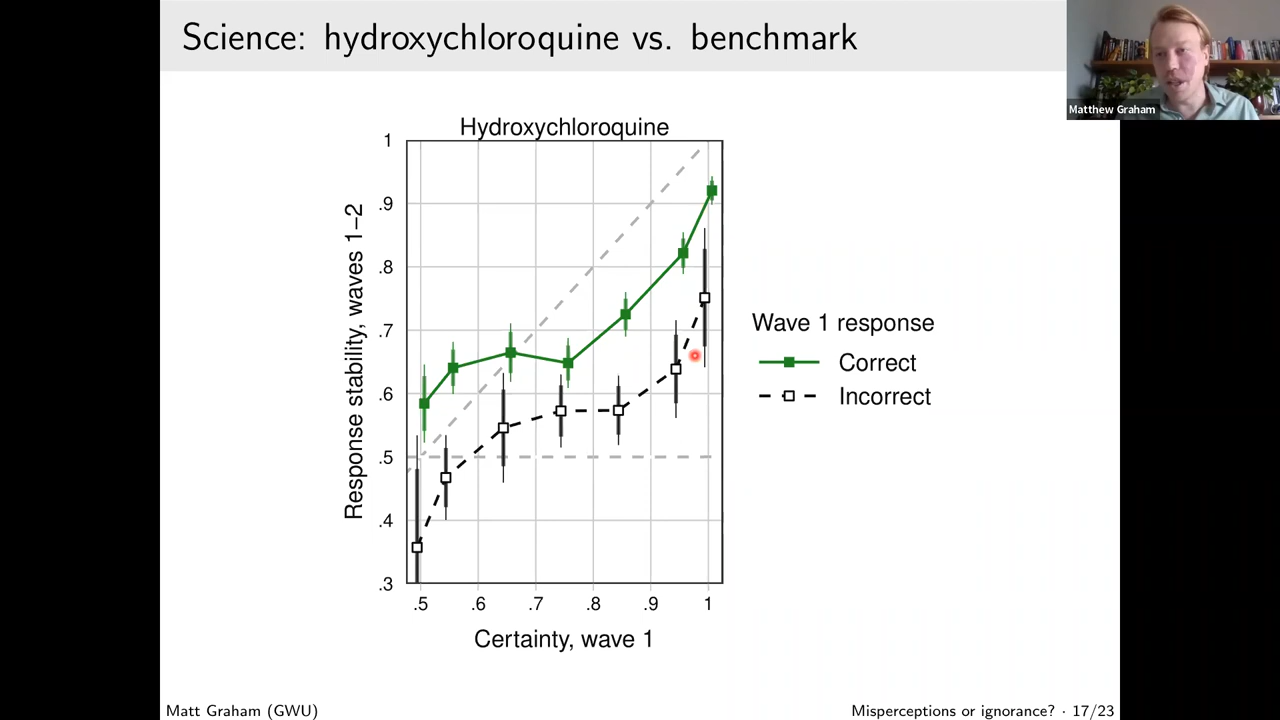 Science: hydroxychloroquine vs. benchmark
Matthew Graham
Hydroxychloroquine
1
.9
.8
.7
.6
.5
.4
.3
Response stability, waves 1–2
.5 .6 .7 .8 .9 1
Certainty, wave 1
Wave 1 response
Correct
Incorrect
Matt Graham (GWU)
Misperceptions or ignorance? · 17/23